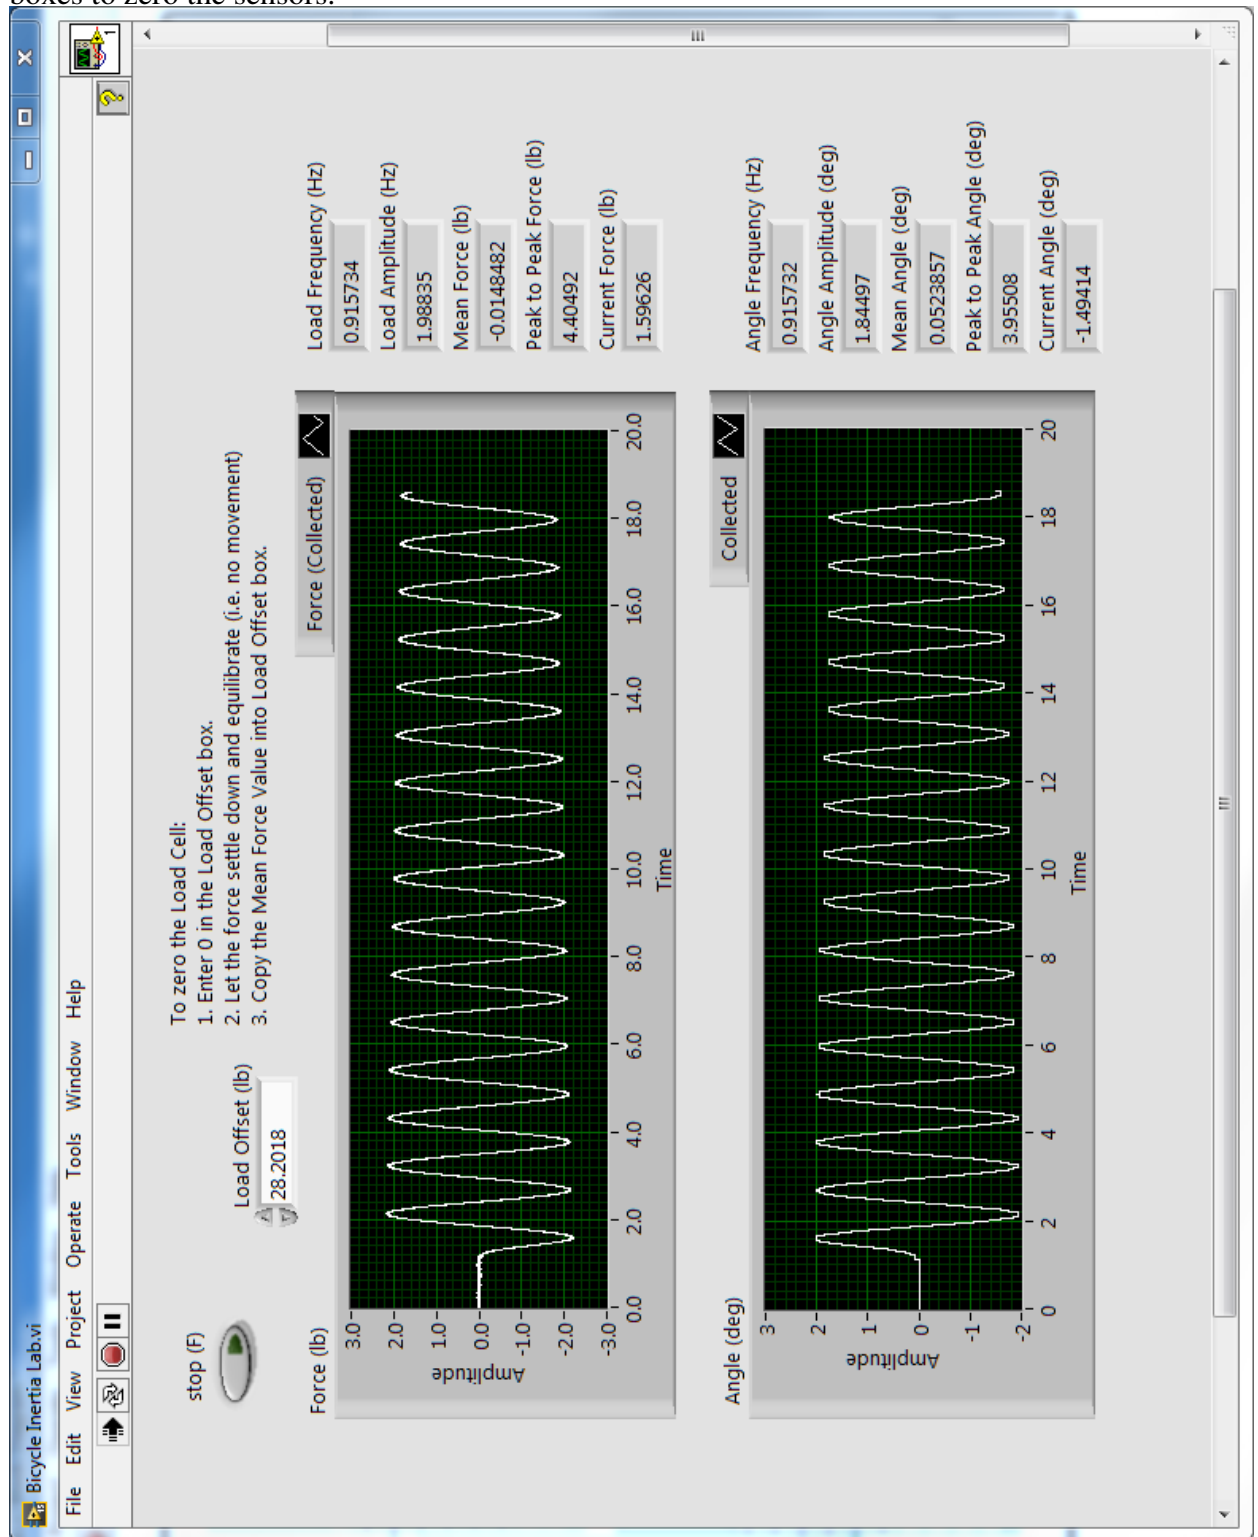 boxes to zero the sensors.
Bicycle Inertia Lab.vi
File Edit View Project Operate Tools Window Help
stop (F)
Load Offset (lb)
28.2018
To zero the Load Cell:
1. Enter 0 in the Load Offset box.
2. Let the force settle down and equilibrate (i.e. no movement)
3. Copy the Mean Force Value into Load Offset box.
Force (lb)
Force (Collected)
Amplitude
3.0
2.0
1.0
0.0
-1.0
-2.0
-3.0
0.0 2.0 4.0 6.0 8.0 10.0 12.0 14.0 16.0 18.0 20.0
Time
Load Frequency (Hz)
0.915734
Load Amplitude (Hz)
1.98835
Mean Force (lb)
-0.0148482
Peak to Peak Force (lb)
4.40492
Current Force (lb)
1.59626
Angle (deg)
Collected
Amplitude
3
2
1
0
-1
-2
0 2 4 6 8 10 12 14 16 18 20
Time
Angle Frequency (Hz)
0.915732
Angle Amplitude (deg)
1.84497
Mean Angle (deg)
0.0523857
Peak to Peak Angle (deg)
3.95508
Current Angle (deg)
-1.49414